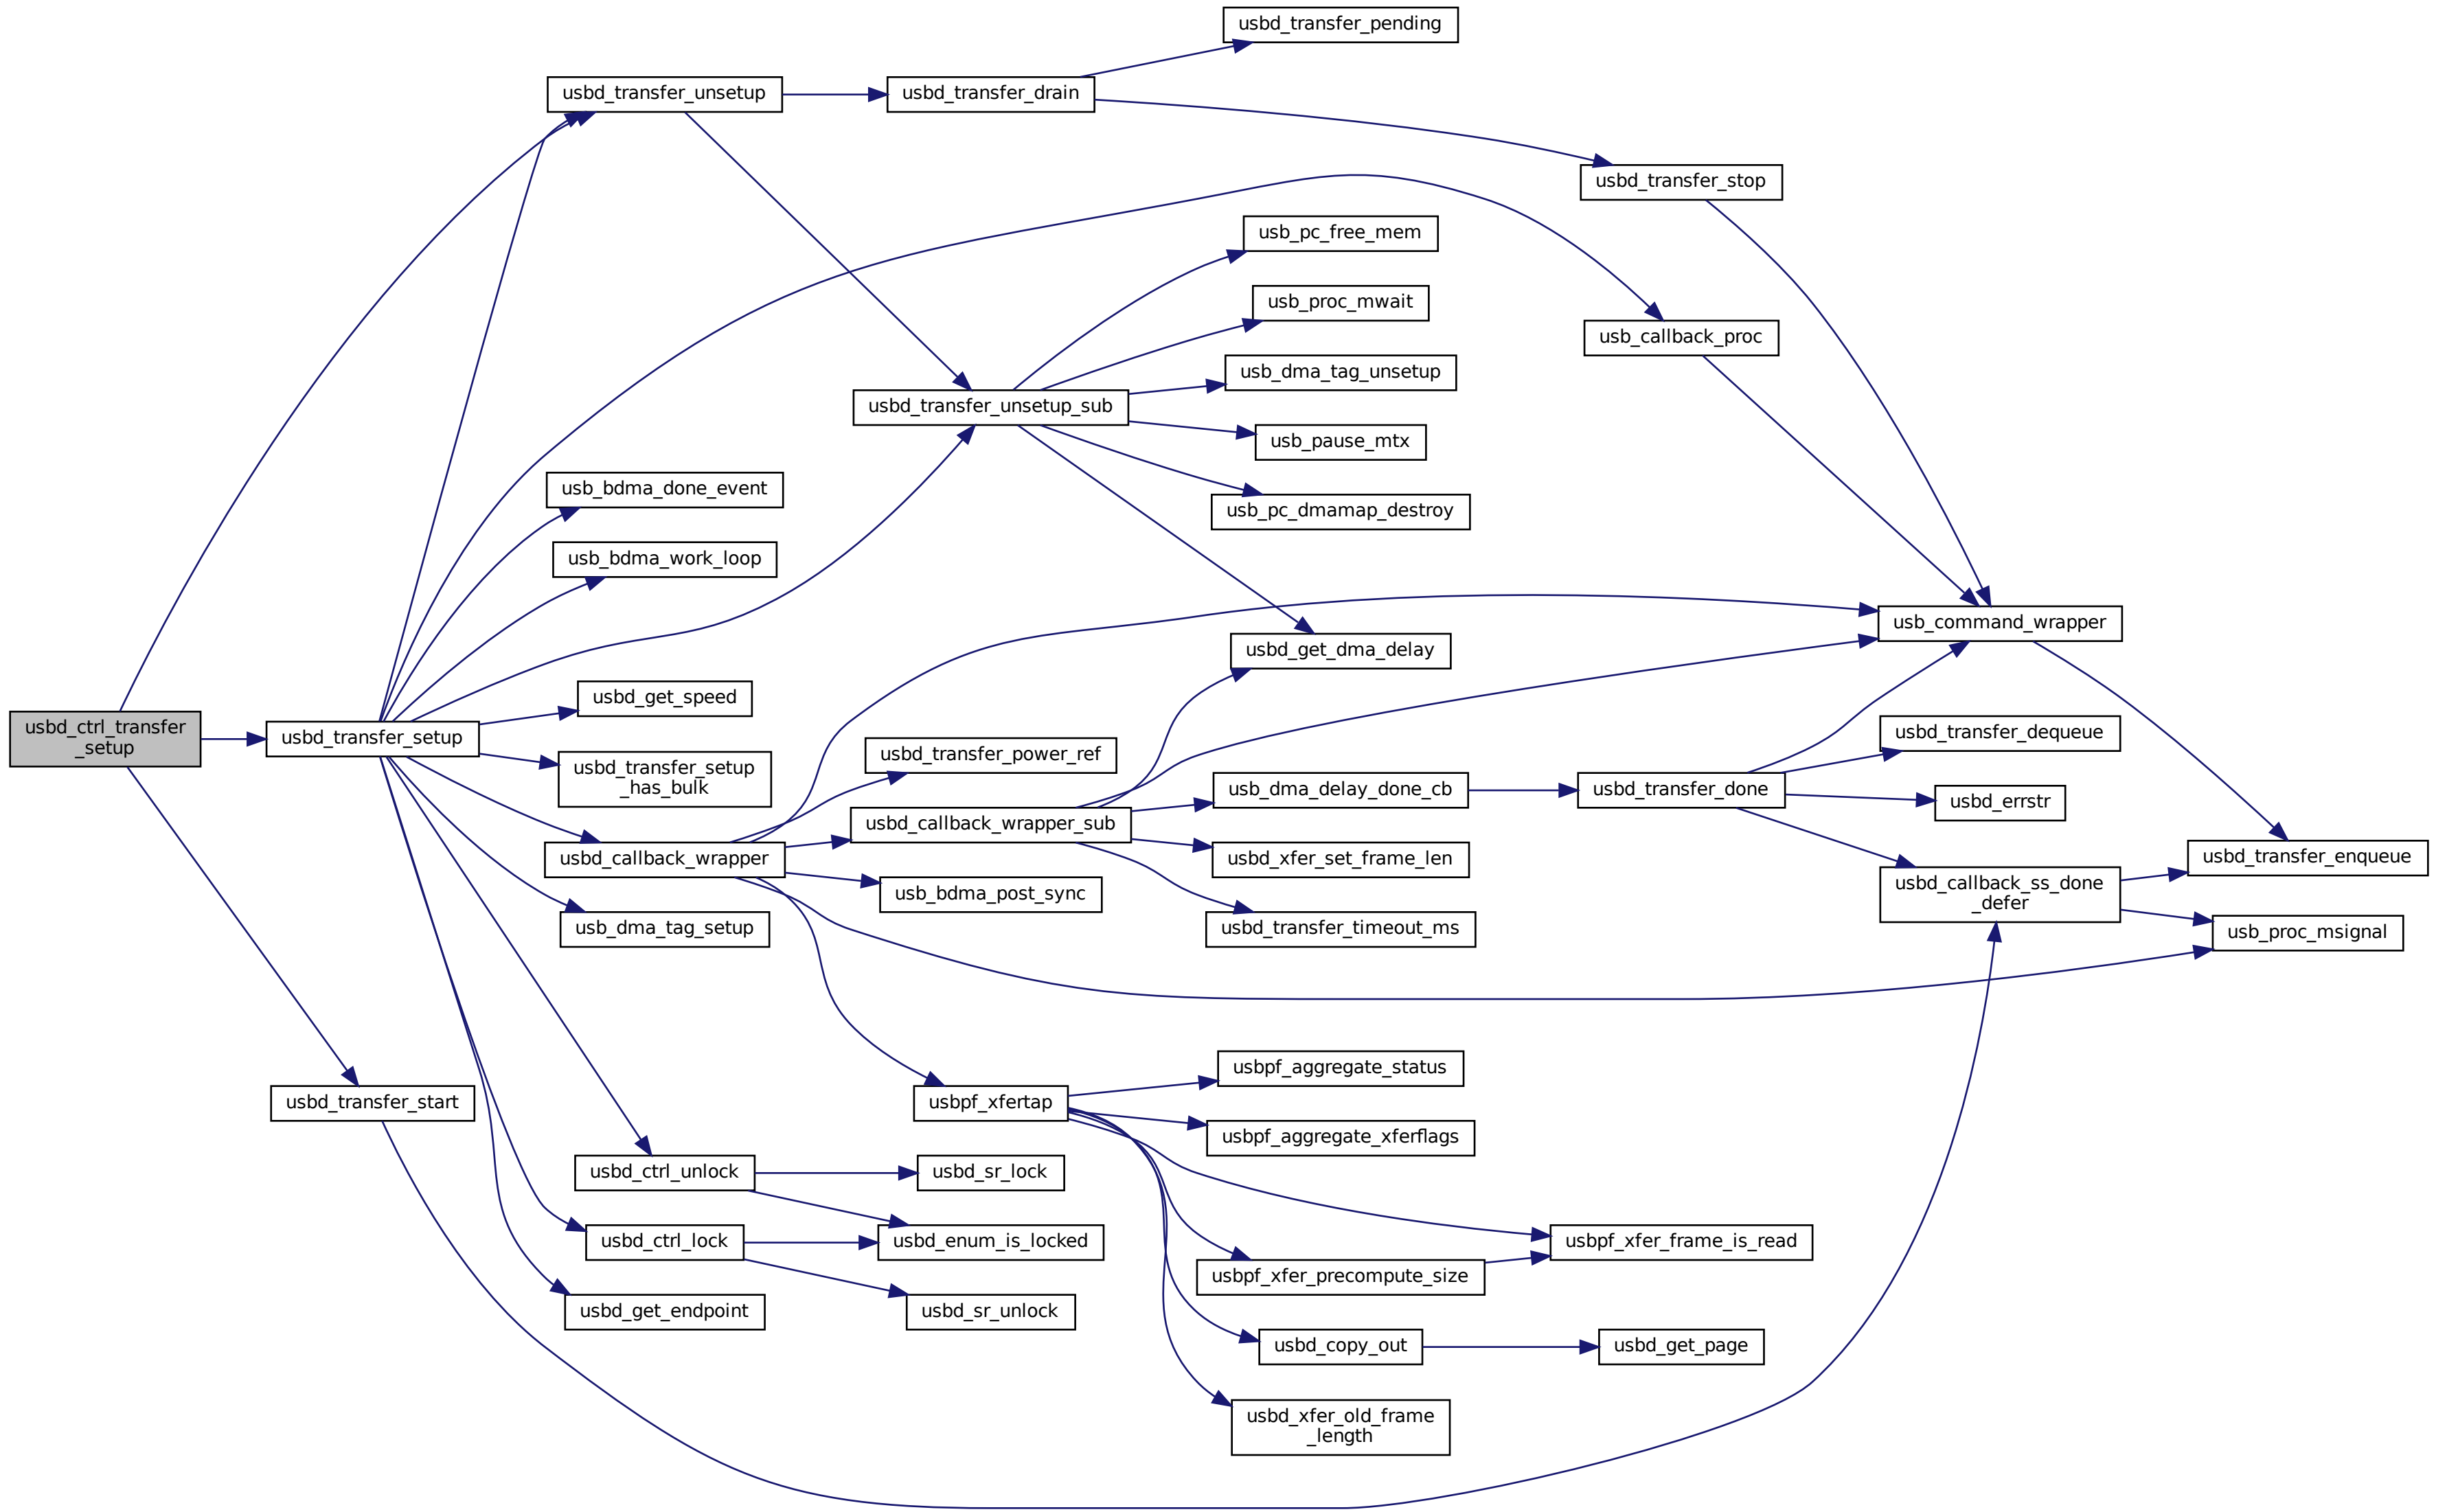 usbd_transfer_pending
usbd_transfer_unsetup
usbd_transfer_drain
usbd_transfer_stop
usb_pc_free_mem
usb_proc_mwait
usb_callback_proc
usb_dma_tag_unsetup
usbd_transfer_unsetup_sub
usb_pause_mtx
usb_bdma_done_event
usb_pc_dmamap_destroy
usb_bdma_work_loop
usb_command_wrapper
usbd_get_dma_delay
usbd_get_speed
usbd_ctrl_transfer
_setup
usbd_transfer_setup
usbd_transfer_power_ref
usbd_transfer_dequeue
usbd_transfer_setup
_has_bulk
usb_dma_delay_done_cb
usbd_transfer_done
usbd_errstr
usbd_callback_wrapper_sub
usbd_callback_wrapper
usbd_xfer_set_frame_len
usbd_transfer_enqueue
usb_bdma_post_sync
usbd_callback_ss_done
_defer
usb_dma_tag_setup
usbd_transfer_timeout_ms
usb_proc_msignal
usbpf_aggregate_status
usbd_transfer_start
usbpf_xfertap
usbpf_aggregate_xferflags
usbd_ctrl_unlock
usbd_sr_lock
usbd_ctrl_lock
usbd_enum_is_locked
usbpf_xfer_frame_is_read
usbpf_xfer_precompute_size
usbd_get_endpoint
usbd_sr_unlock
usbd_copy_out
usbd_get_page
usbd_xfer_old_frame
_length